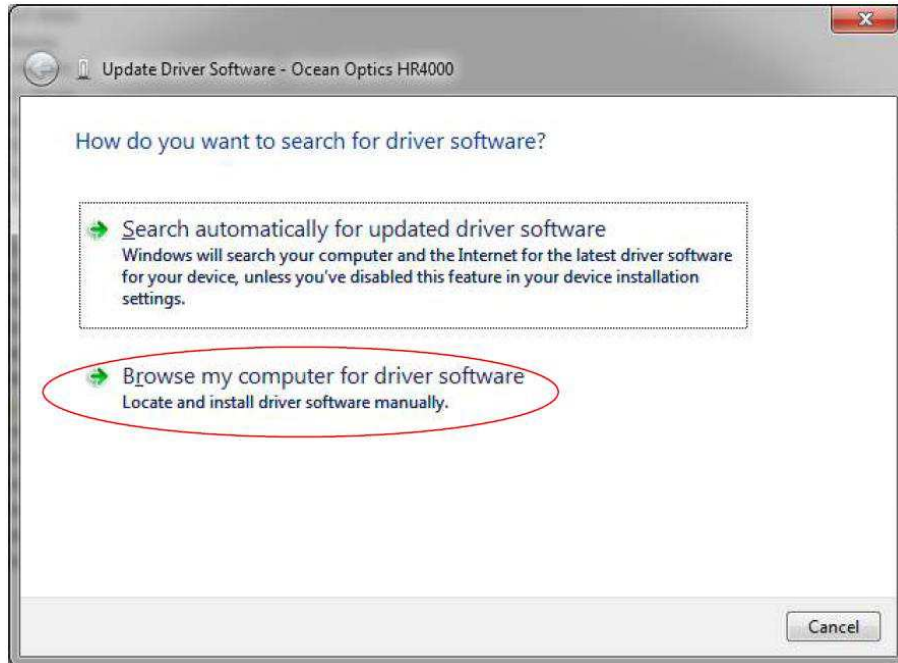 Update Driver Software - Ocean Optics HR4000
How do you want to search for driver software?
Search automatically for updated driver software
Windows will search your computer and the Internet for the latest driver software
for your device, unless you've disabled this feature in your device installation
settings.
Browse my computer for driver software
Locate and install driver software manually.
Cancel